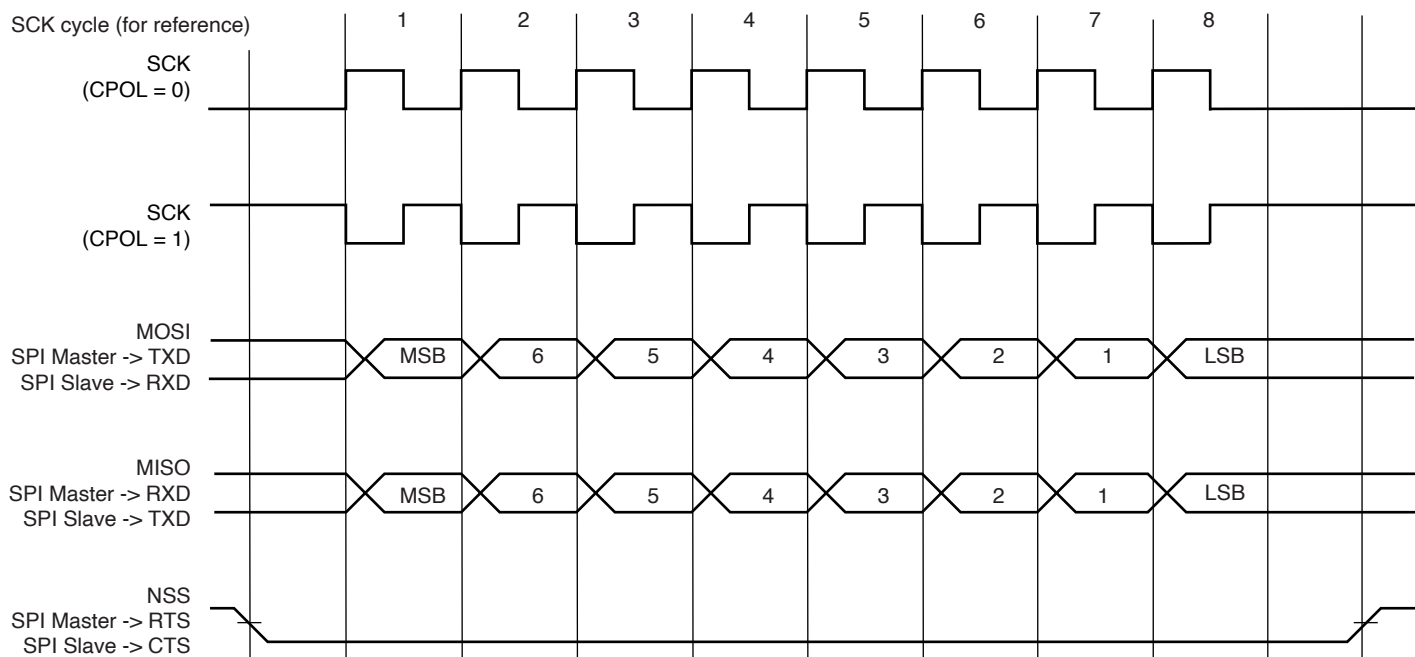 SCK cycle (for reference)
1 2 3 4 5 6 7 8
SCK
(CPOL = 0)
SCK
(CPOL = 1)
MOSI
SPI Master -> TXD
SPI Slave -> RXD
MSB 6 5 4 3 2 1 LSB
MISO
SPI Master -> RXD
SPI Slave -> TXD
MSB 6 5 4 3 2 1 LSB
NSS
SPI Master -> RTS
SPI Slave -> CTS